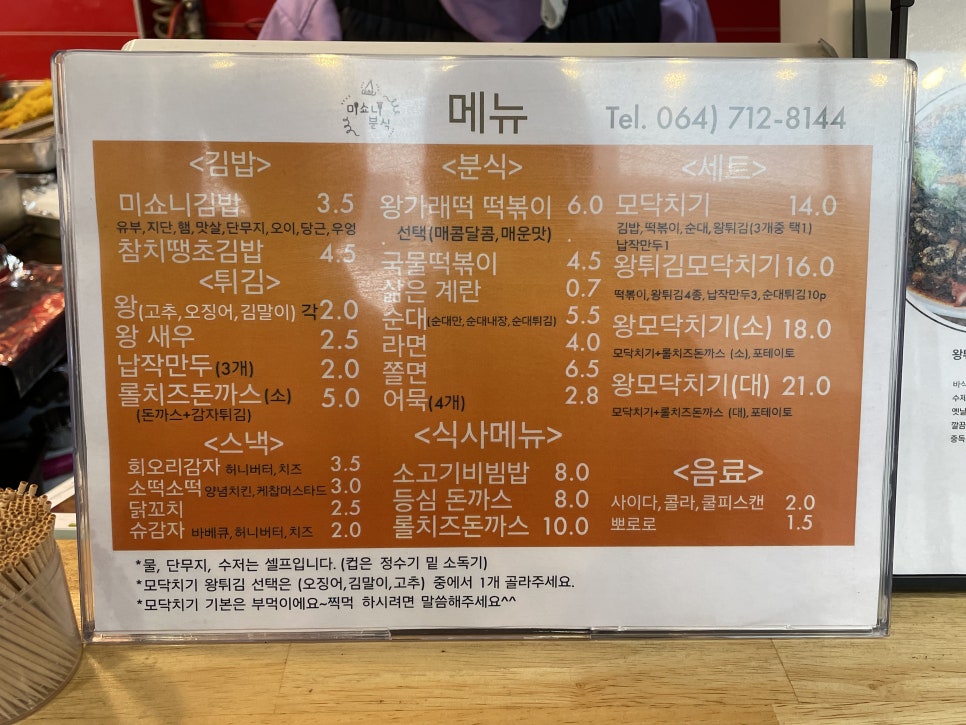 미쇼니 분식
메뉴
Tel. 064) 712-8144
<김밥>
미쇼니김밥 3.5
유부,지단,햄,맛살,단무지,오이,당근,우엉
참치땡초김밥 4.5
<튀김>
왕(고추,오징어,김말이) 각2.0
왕 새우 2.5
납작만두(3개) 2.0
롤치즈돈까스(소) 5.0
(돈까스+감자튀김)
<스낵>
회오리감자 허니버터,치즈 3.5
소떡소떡 양념치킨,케찹머스타드 3.0
닭꼬치 2.5
슈감자 바베큐,허니버터,치즈 2.0
<분식>
왕가래떡 떡볶이 6.0
선택(매콤달콤,매운맛)
국물떡볶이 4.5
삶은 계란 0.7
순대(순대만,순대내장,순대튀김) 5.5
라면 4.0
쫄면 6.5
어묵(4개) 2.8
<식사메뉴>
소고기비빔밥 8.0
등심 돈까스 8.0
롤치즈돈까스 10.0
<세트>
모닥치기 14.0
김밥,떡볶이,순대,왕튀김(3개중 택1)
납작만두1
왕튀김모닥치기 16.0
떡볶이,왕튀김4종,납작만두3,순대튀김10p
왕모닥치기(소) 18.0
모닥치기+롤치즈돈까스 (소),포테이토
왕모닥치기(대) 21.0
모닥치기+롤치즈돈까스 (대),포테이토
<음료>
사이다,콜라,쿨피스캔 2.0
뽀로로 1.5
*물, 단무지, 수저는 셀프입니다.(컵은 정수기 밑 소독기)
*모닥치기 왕튀김 선택은 (오징어,김말이,고추) 중에서 1개 골라주세요.
*모닥치기 기본은 부먹이에요~찍먹 하시려면 말씀해주세요^^
바삭
수제
옛날
깔끔
중독